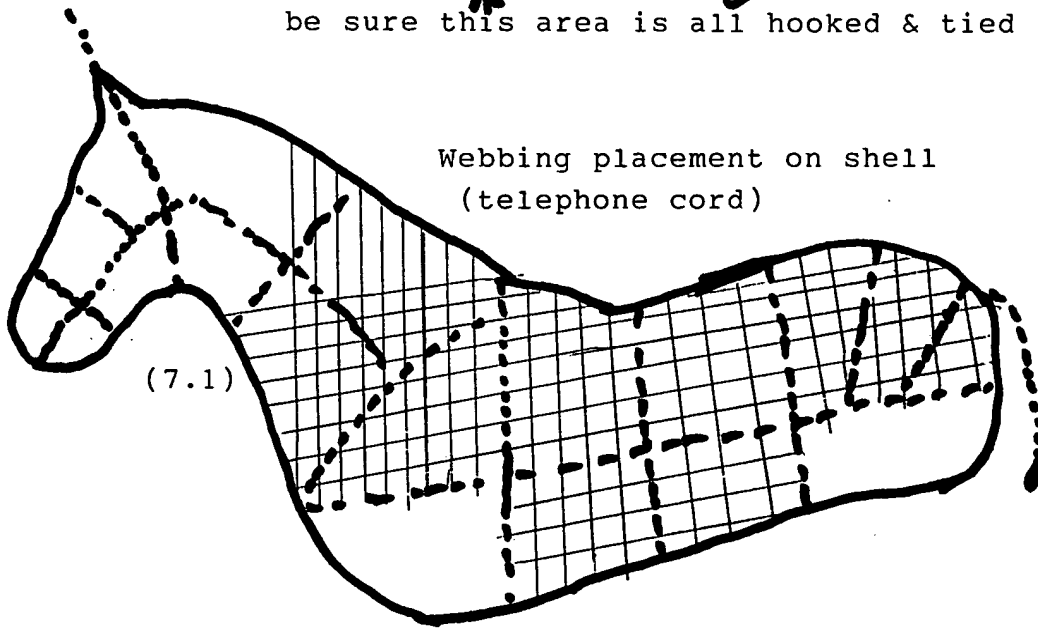 be sure this area is all hooked & tied
Webbing placement on shell
(telephone cord)
(7.1)